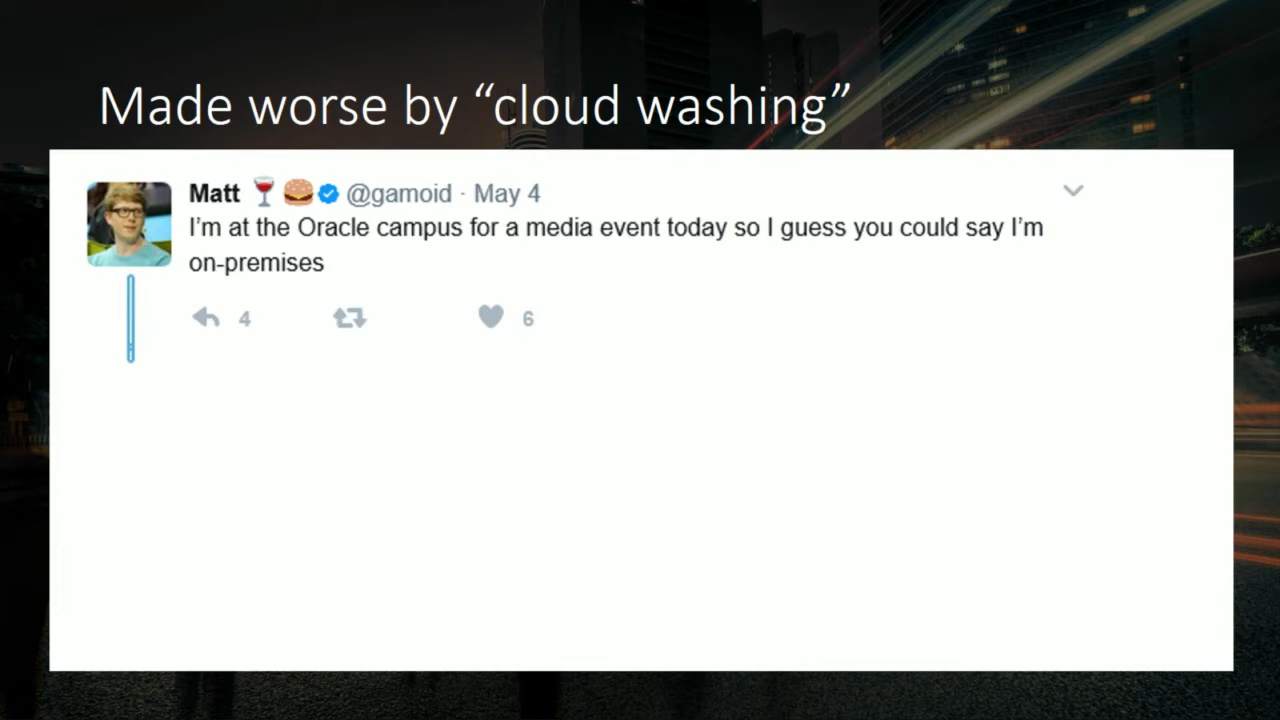 Made worse by “cloud washing”
Matt 🍷🍔 @gamoid · May 4
I’m at the Oracle campus for a media event today so I guess you could say I’m
on-premises
4 6